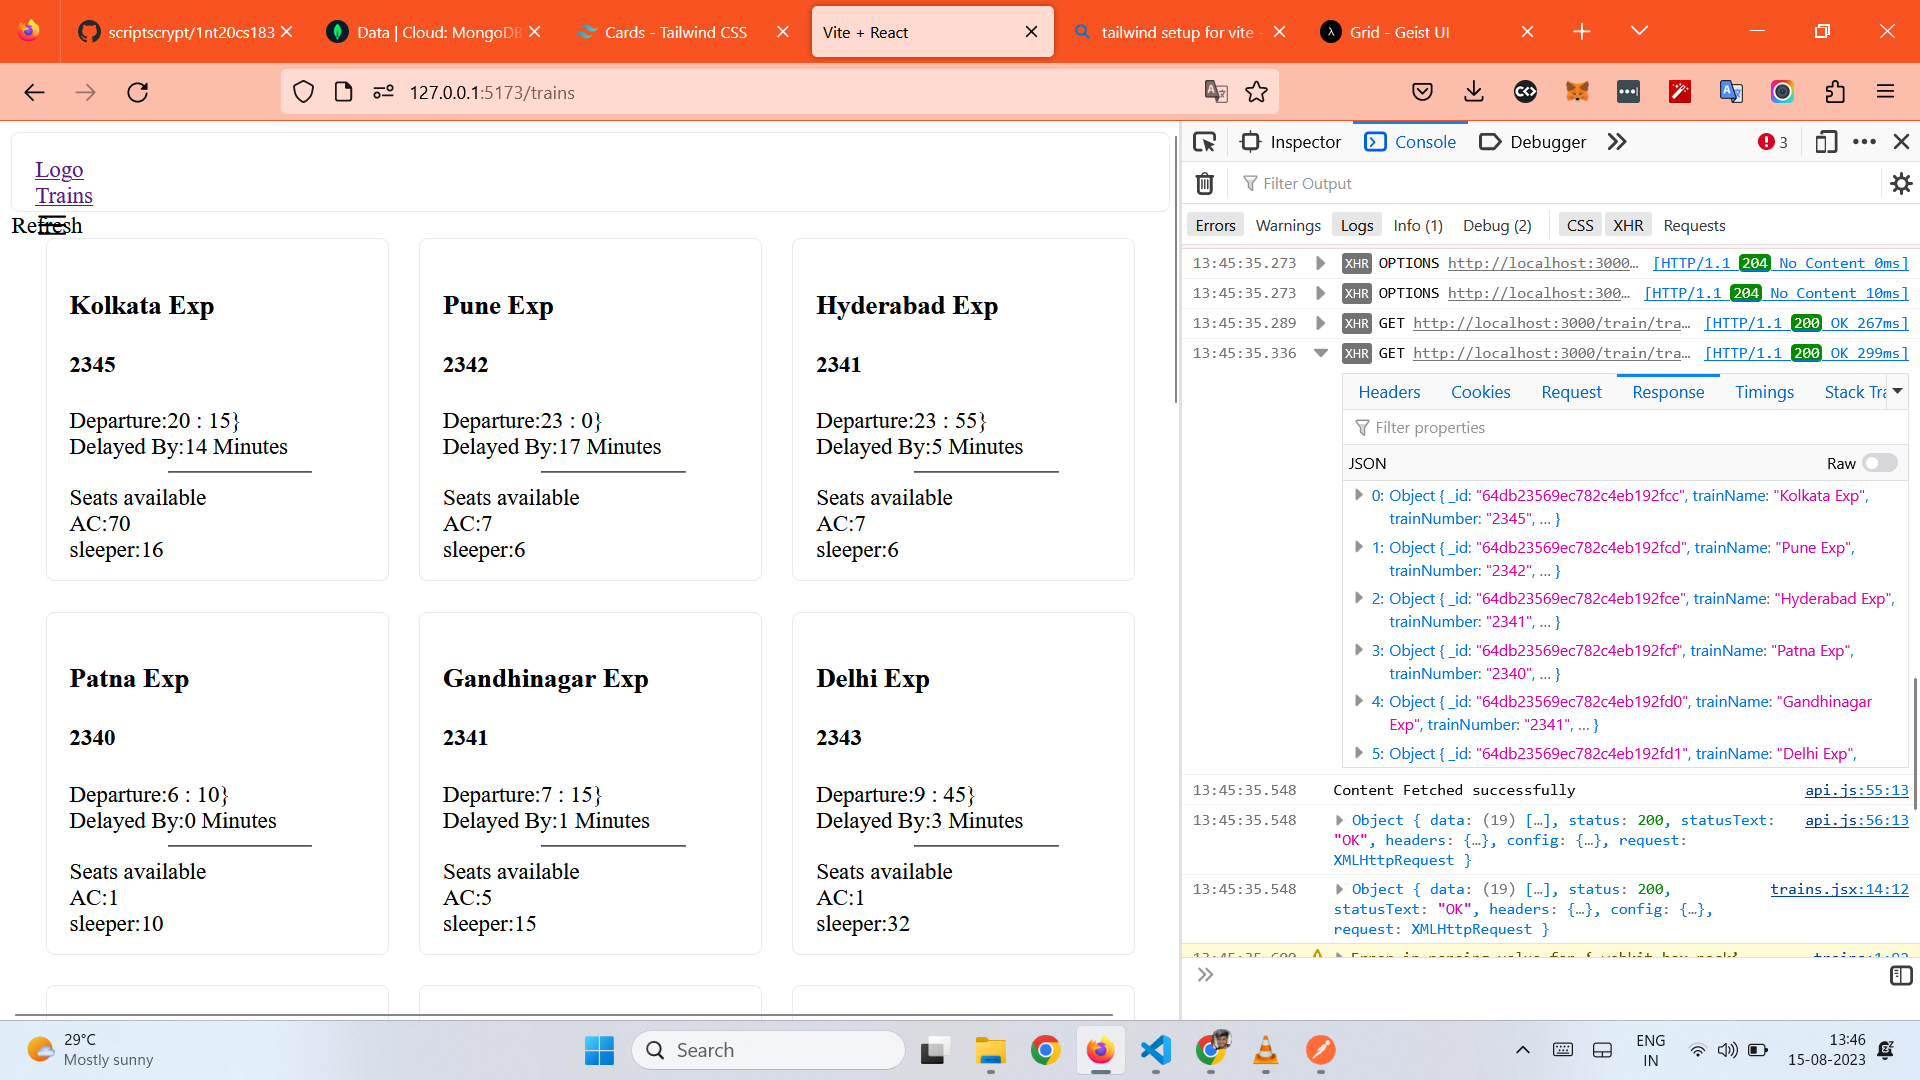 scriptscrypt/1nt20cs183
Data | Cloud: MongoDB
Cards - Tailwind CSS
Vite + React
tailwind setup for vite -
Grid - Geist UI
127.0.0.1:5173/trains
Logo
Trains
Refresh
Kolkata Exp
2345
Departure:20 : 15}
Delayed By:14 Minutes
Seats available
AC:70
sleeper:16
Pune Exp
2342
Departure:23 : 0}
Delayed By:17 Minutes
Seats available
AC:7
sleeper:6
Hyderabad Exp
2341
Departure:23 : 55}
Delayed By:5 Minutes
Seats available
AC:7
sleeper:6
Patna Exp
2340
Departure:6 : 10}
Delayed By:0 Minutes
Seats available
AC:1
sleeper:10
Gandhinagar Exp
2341
Departure:7 : 15}
Delayed By:1 Minutes
Seats available
AC:5
sleeper:15
Delhi Exp
2343
Departure:9 : 45}
Delayed By:3 Minutes
Seats available
AC:1
sleeper:32
Inspector
Console
Debugger
3
Filter Output
Errors Warnings Logs Info (1) Debug (2) CSS XHR Requests
13:45:35.273 XHR OPTIONS http://localhost:3000… [HTTP/1.1 204 No Content 0ms]
13:45:35.273 XHR OPTIONS http://localhost:300… [HTTP/1.1 204 No Content 10ms]
13:45:35.289 XHR GET http://localhost:3000/train/tra… [HTTP/1.1 200 OK 267ms]
13:45:35.336 XHR GET http://localhost:3000/train/tra… [HTTP/1.1 200 OK 299ms]
Headers Cookies Request Response Timings Stack Tra
Filter properties
JSON Raw
0: Object { _id: "64db23569ec782c4eb192fcc", trainName: "Kolkata Exp",
trainNumber: "2345", … }
1: Object { _id: "64db23569ec782c4eb192fcd", trainName: "Pune Exp",
trainNumber: "2342", … }
2: Object { _id: "64db23569ec782c4eb192fce", trainName: "Hyderabad Exp",
trainNumber: "2341", … }
3: Object { _id: "64db23569ec782c4eb192fcf", trainName: "Patna Exp",
trainNumber: "2340", … }
4: Object { _id: "64db23569ec782c4eb192fd0", trainName: "Gandhinagar
Exp", trainNumber: "2341", … }
5: Object { _id: "64db23569ec782c4eb192fd1", trainName: "Delhi Exp",
13:45:35.548 Content Fetched successfully api.js:55:13
13:45:35.548 Object { data: (19) […], status: 200, statusText: api.js:56:13
"OK", headers: {…}, config: {…}, request:
XMLHttpRequest }
13:45:35.548 Object { data: (19) […], status: 200, trains.jsx:14:12
statusText: "OK", headers: {…}, config: {…},
request: XMLHttpRequest }
29°C
Mostly sunny
Search
ENG
IN
13:46
15-08-2023